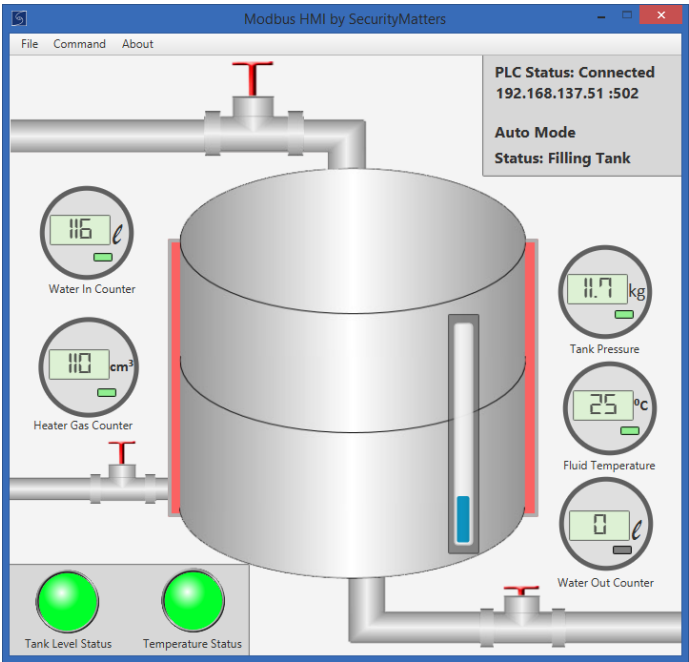 Modbus HMI by SecurityMatters
File Command About
PLC Status: Connected
192.168.137.51 :502
Auto Mode
Status: Filling Tank
116 ℓ
Water In Counter
11.7 kg
Tank Pressure
110 cm³
Heater Gas Counter
25 ºC
Fluid Temperature
0 ℓ
Water Out Counter
Tank Level Status
Temperature Status